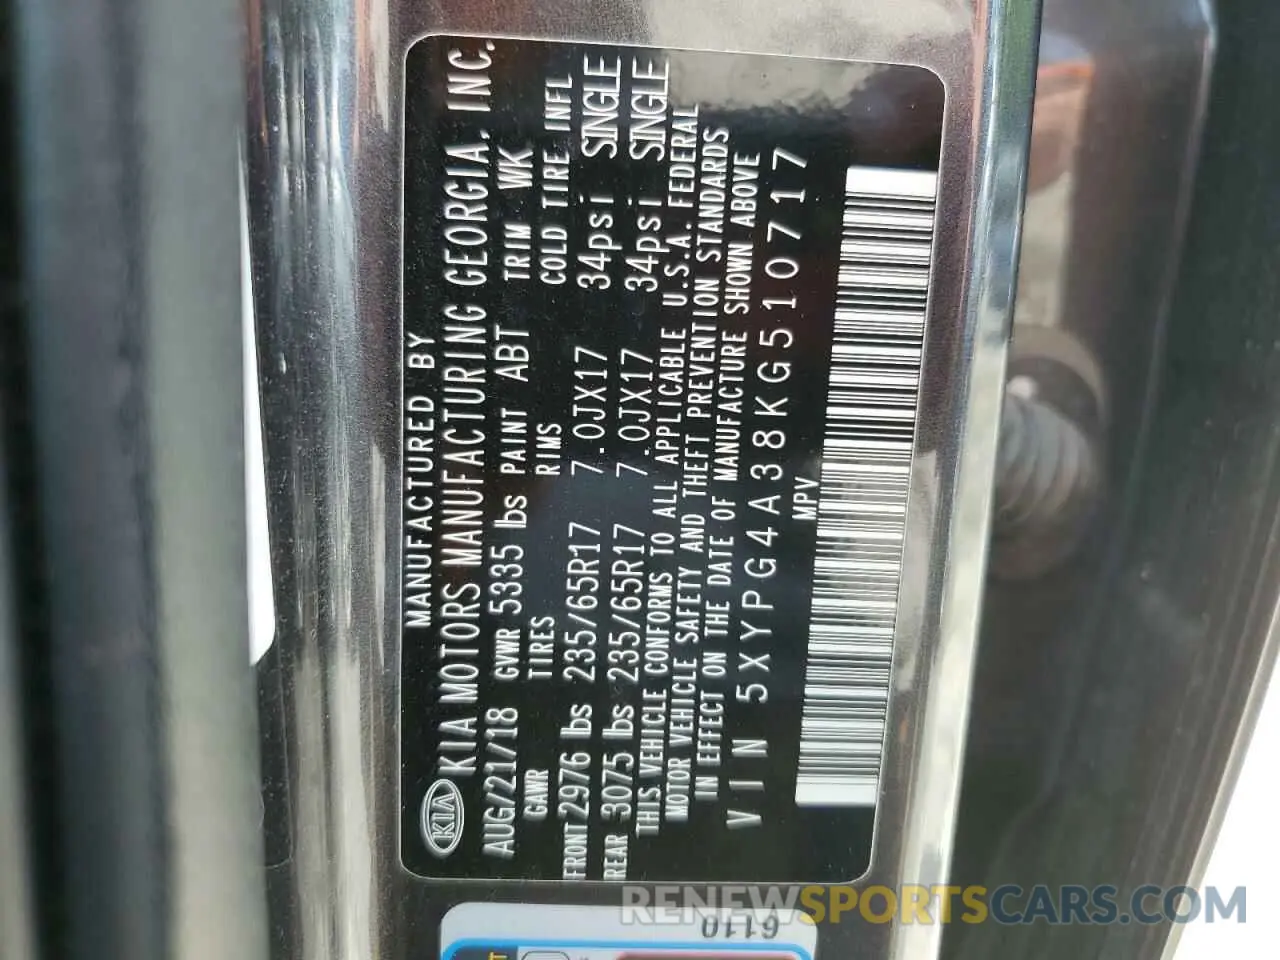 MANUFACTURED BY
KIA KIA MOTORS MANUFACTURING GEORGIA, INC.
AUG/21/18 GVWR 5335 lbs PAINT ABT TRIM WK
GAWR TIRES RIMS COLD TIRE INFL
FRONT 2976 lbs 235/65R17 7.0JX17 34psi SINGLE
REAR 3075 lbs 235/65R17 7.0JX17 34psi SINGLE
THIS VEHICLE CONFORMS TO ALL APPLICABLE U.S.A. FEDERAL
MOTOR VEHICLE SAFETY AND THEFT PREVENTION STANDARDS
IN EFFECT ON THE DATE OF MANUFACTURE SHOWN ABOVE
VIN 5XYPG4A38KG510717
MPV
6110
RENEWSPORTSCARS.COM